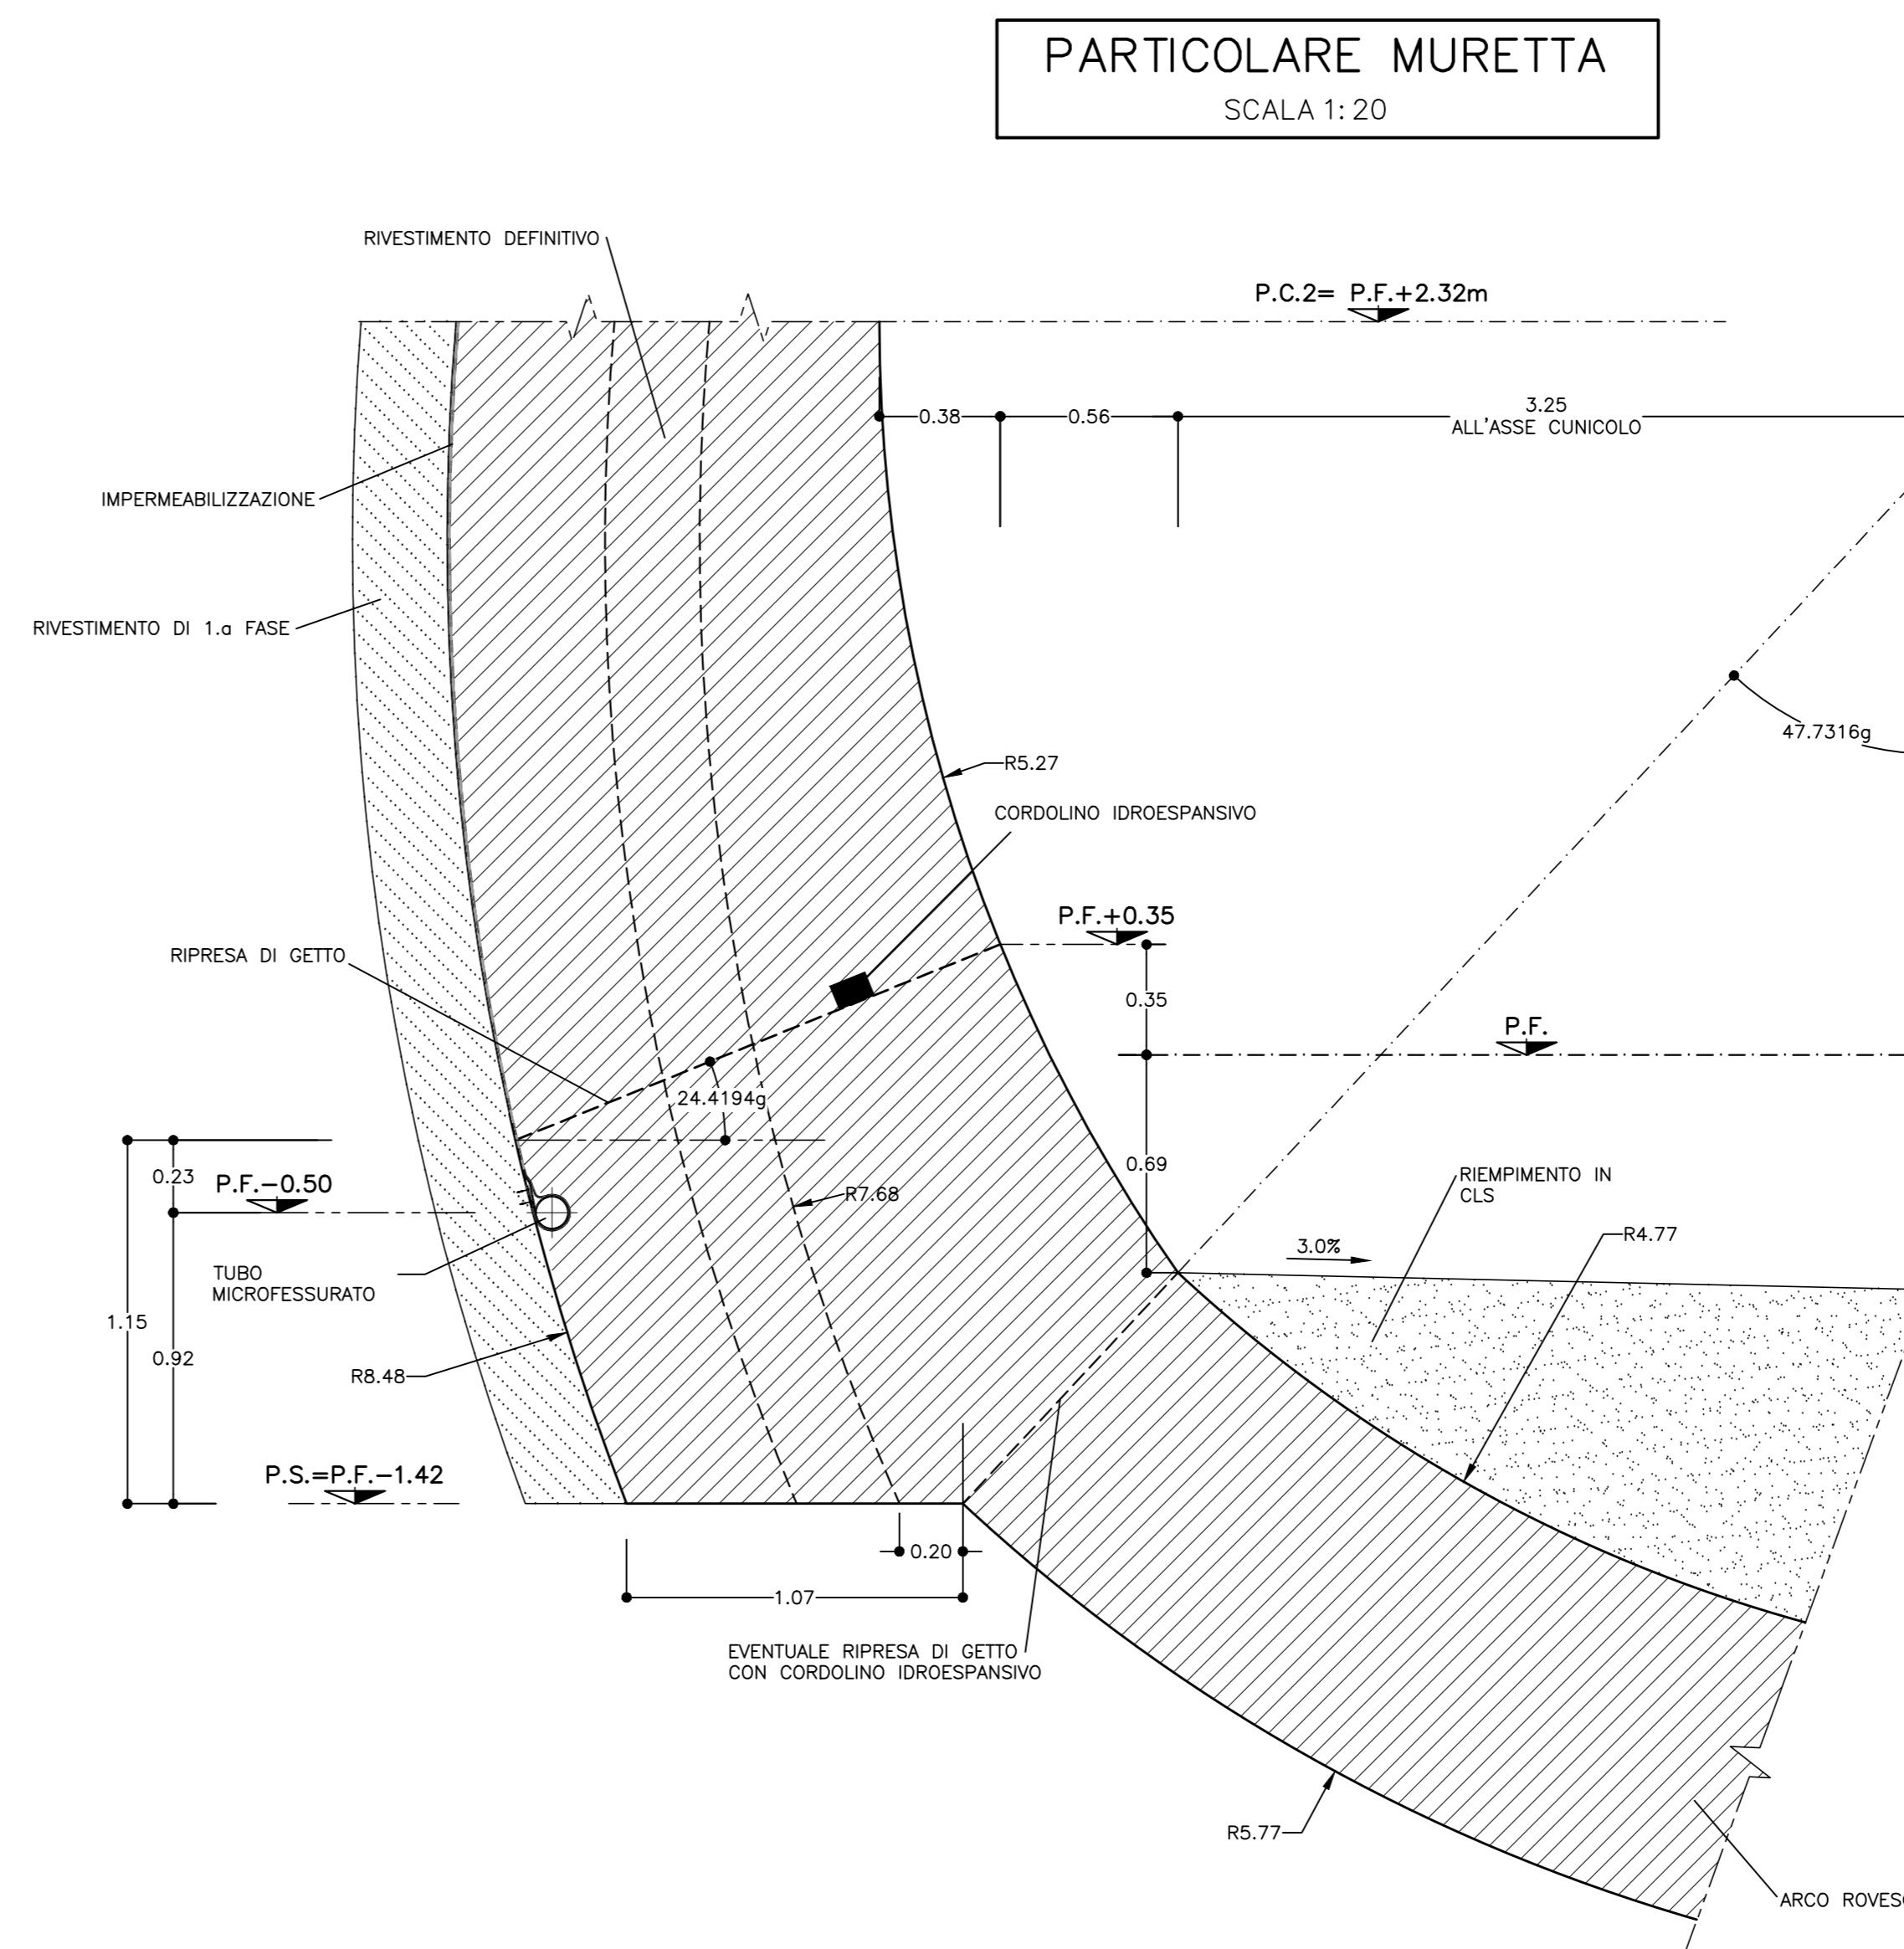 PARTICOLARE MURETTA
SCALA 1:20
RIVESTIMENTO DEFINITIVO
P.C.2= P.F.+2.32m
0.38
0.56
3.25
ALL'ASSE CUNICOLO
IMPERMEABILIZZAZIONE
RIVESTIMENTO DI 1.a FASE
47.7316g
R5.27
CORDOLINO IDROESPANSIVO
P.F.+0.35
RIPRESA DI GETTO
0.35
P.F.
24.4194g
0.69
0.23
P.F.-0.50
R7.68
RIEMPIMENTO IN
CLS
3.0%
R4.77
TUBO
MICROFESSURATO
1.15
0.92
R8.48
P.S.=P.F.-1.42
0.20
1.07
EVENTUALE RIPRESA DI GETTO
CON CORDOLINO IDROESPANSIVO
R5.77
ARCO